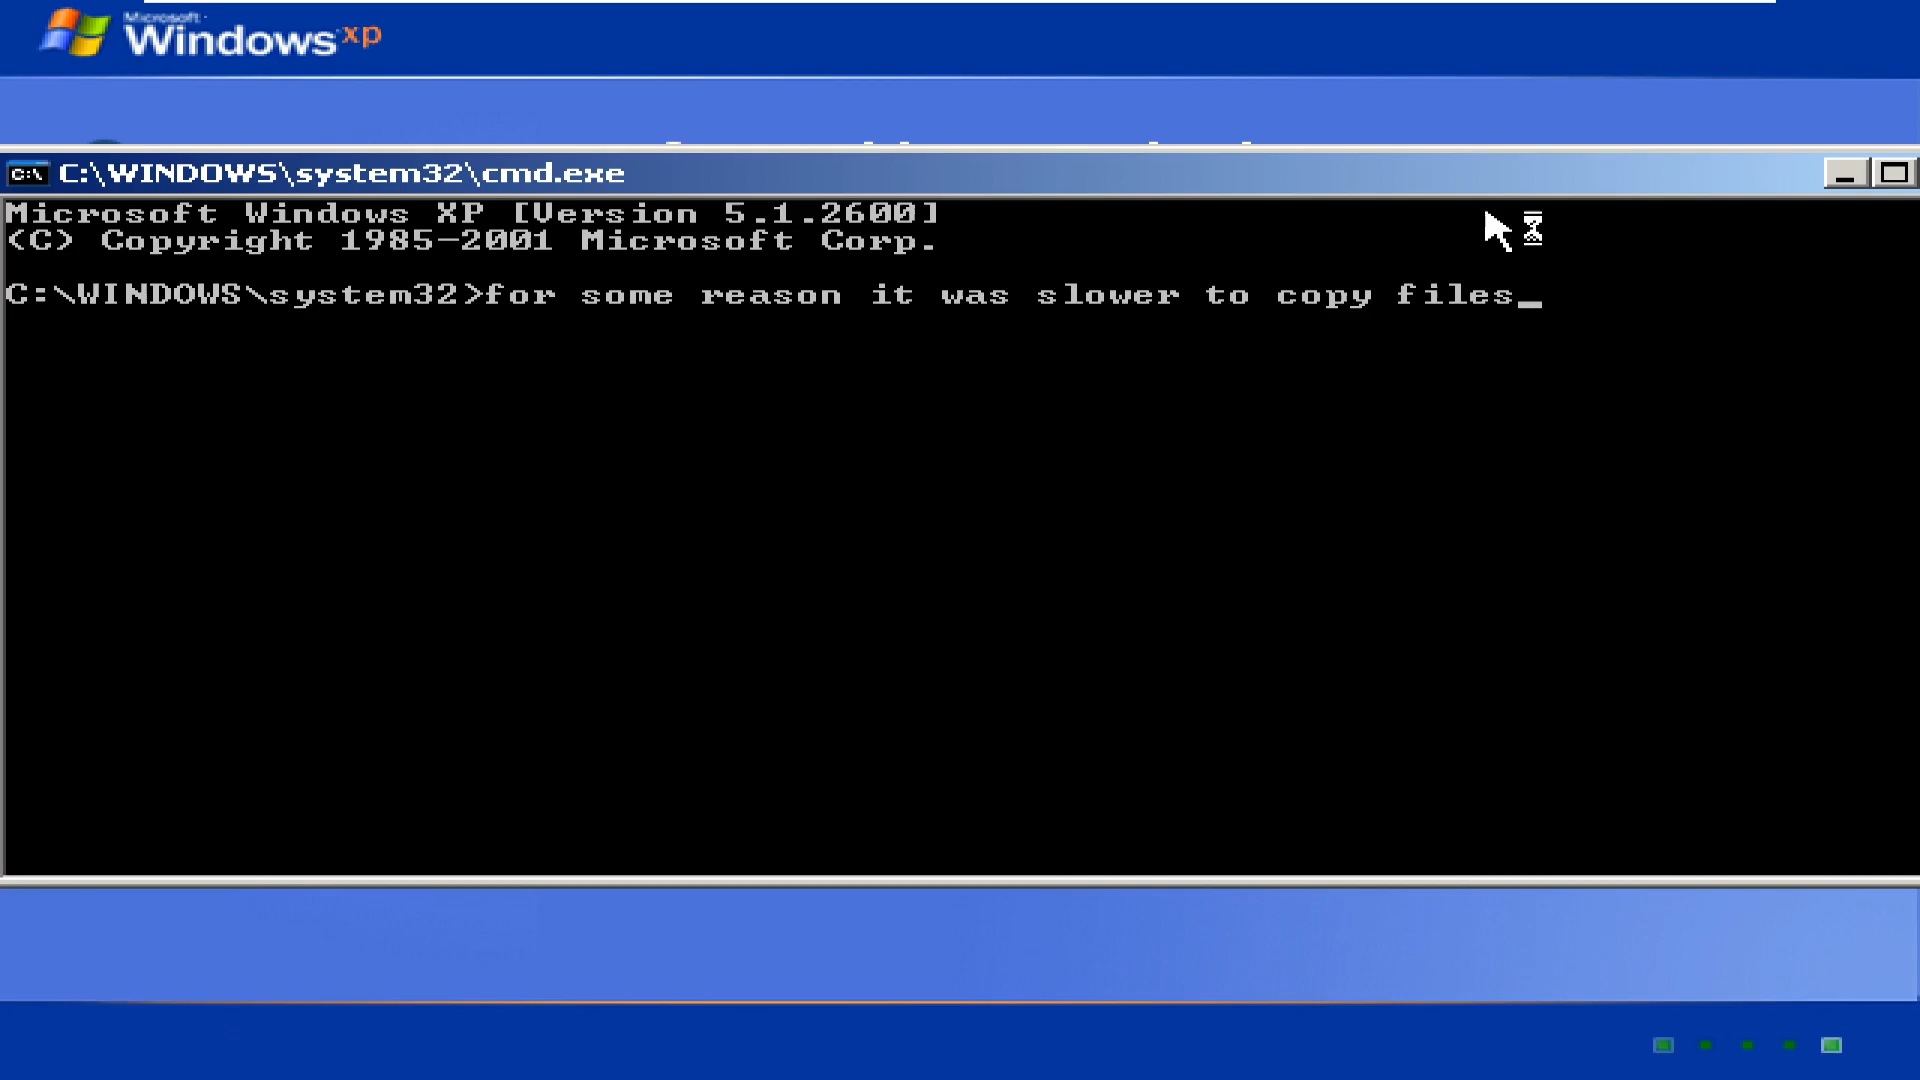 Microsoft
Windows xp
C:\WINDOWS\system32\cmd.exe
Microsoft Windows XP [Version 5.1.2600]
(C) Copyright 1985-2001 Microsoft Corp.
C:\WINDOWS\system32>for some reason it was slower to copy files_